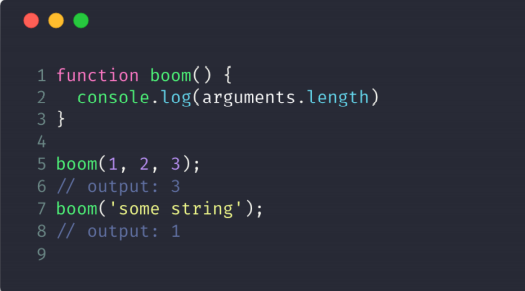 1 function boom() {
2   console.log(arguments.length)
3 }
4
5 boom(1, 2, 3);
6 // output: 3
7 boom('some string');
8 // output: 1
9